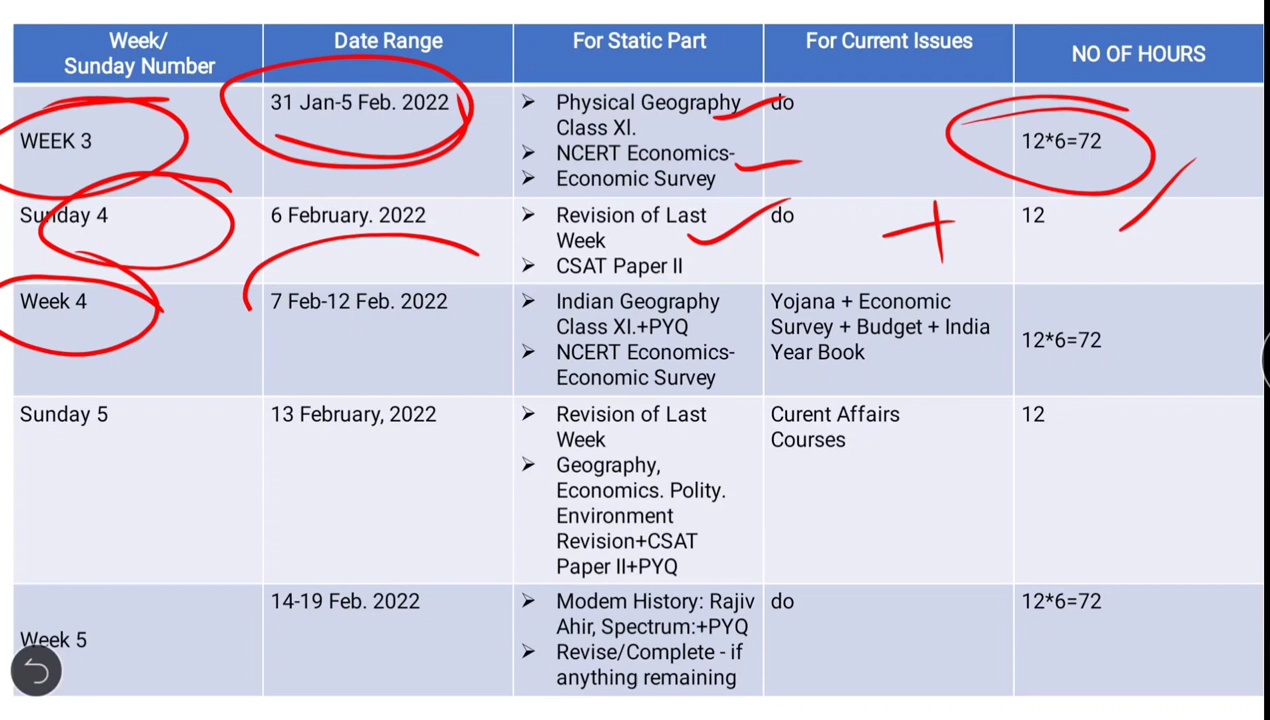 Week/
Sunday Number
Date Range
For Static Part
For Current Issues
NO OF HOURS
WEEK 3
31 Jan-5 Feb. 2022
➢ Physical Geography
Class XI.
➢ NCERT Economics-
➢ Economic Survey
do
12*6=72
Sunday 4
6 February. 2022
➢ Revision of Last
Week
➢ CSAT Paper II
do
12
Week 4
7 Feb-12 Feb. 2022
➢ Indian Geography
Class XI.+PYQ
➢ NCERT Economics-
Economic Survey
Yojana + Economic
Survey + Budget + India
Year Book
12*6=72
Sunday 5
13 February, 2022
➢ Revision of Last
Week
➢ Geography,
Economics. Polity.
Environment
Revision+CSAT
Paper II+PYQ
Curent Affairs
Courses
12
Week 5
14-19 Feb. 2022
➢ Modem History: Rajiv
Ahir, Spectrum:+PYQ
➢ Revise/Complete - if
anything remaining
do
12*6=72